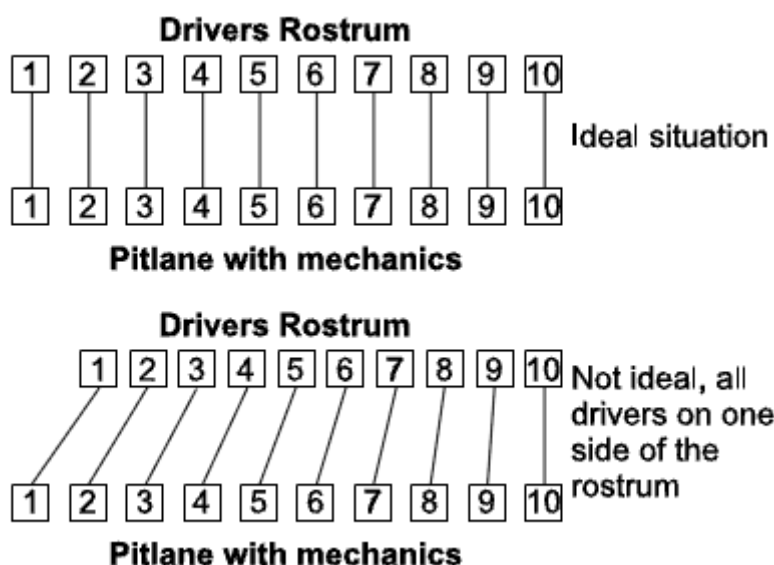 Drivers Rostrum
1 2 3 4 5 6 7 8 9 10
Ideal situation
1 2 3 4 5 6 7 8 9 10
Pitlane with mechanics
Drivers Rostrum
1 2 3 4 5 6 7 8 9 10
Not ideal, all
drivers on one
side of the
rostrum
1 2 3 4 5 6 7 8 9 10
Pitlane with mechanics